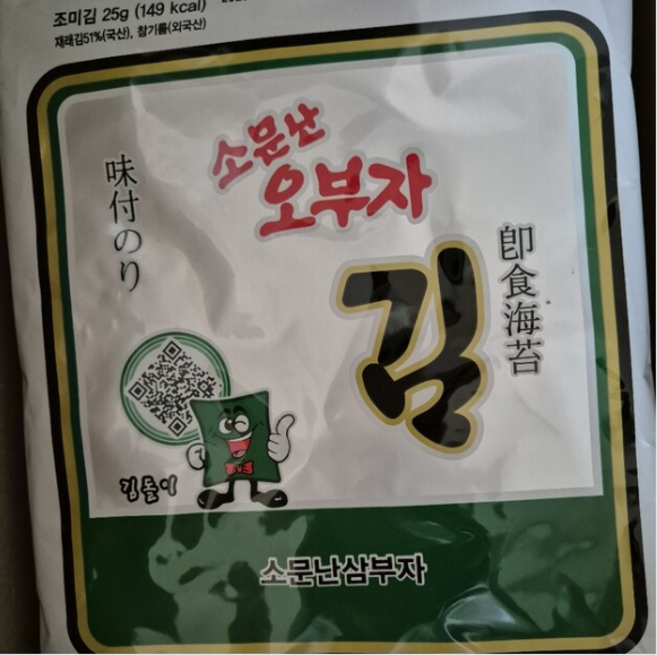 조미김 25g (149 kcal)
재래김51%(국산), 참기름(외국산)
소문난
오부자
김
味付のり
卽食海苔
김돌이
소문난삼부자